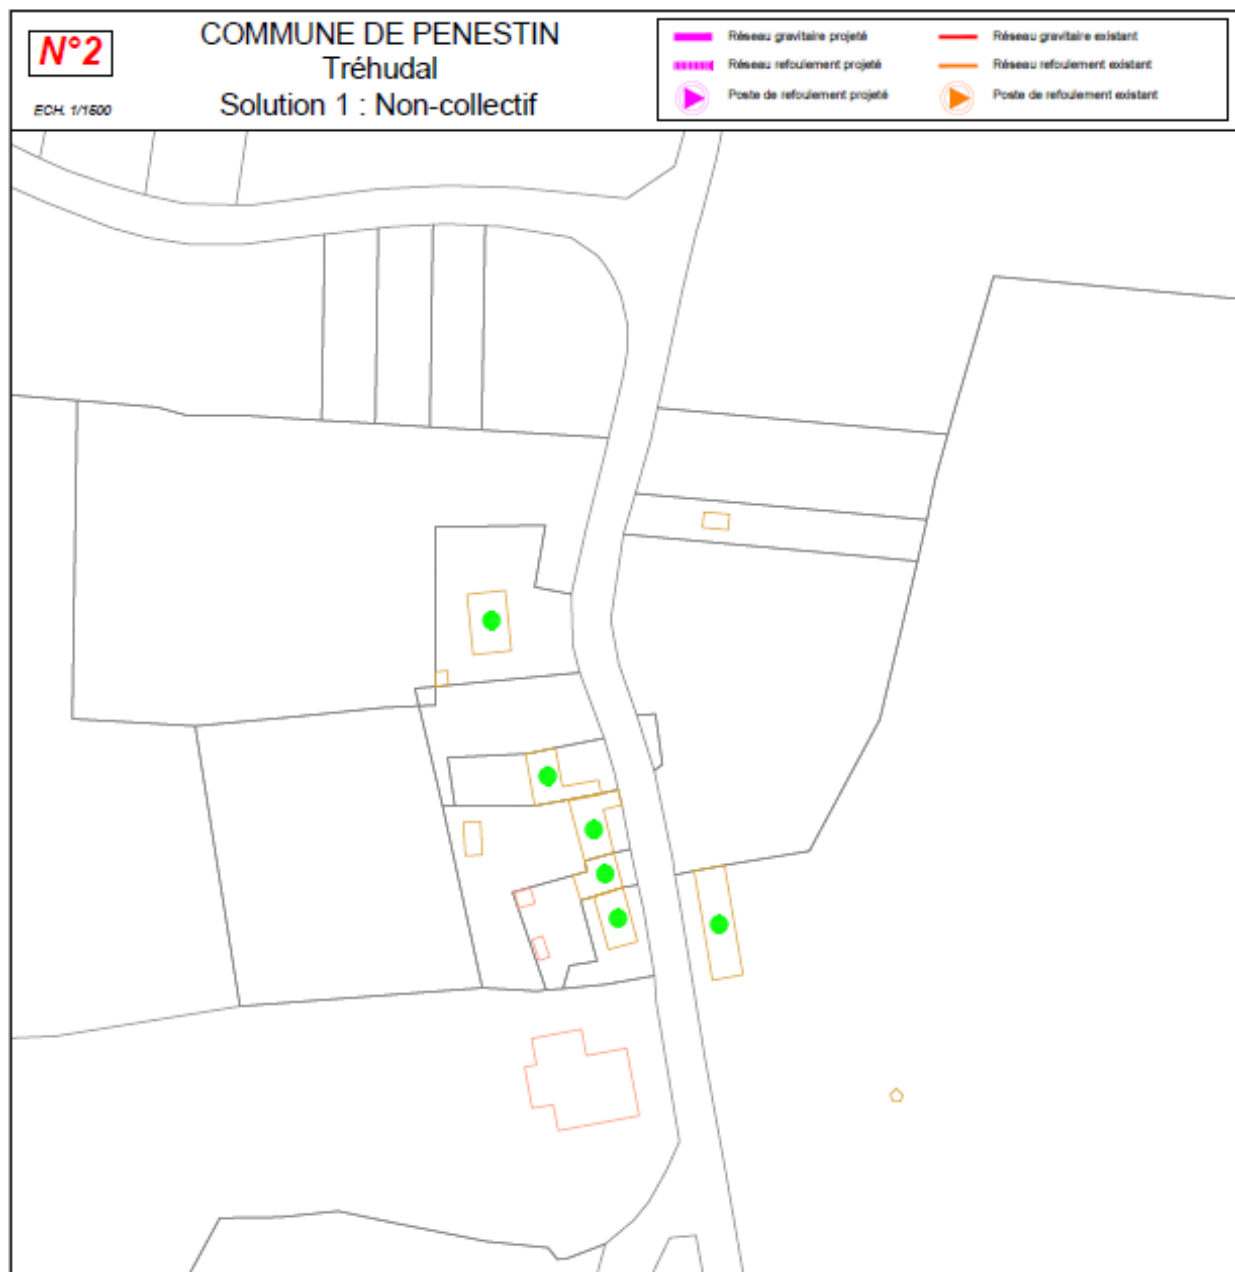 N°2
ECH. 1/1500
COMMUNE DE PENESTIN
Tréhudal
Solution 1 : Non-collectif
Réseau gravitaire projeté
Réseau refoulement projeté
Poste de refoulement projeté
Réseau gravitaire existant
Réseau refoulement existant
Poste de refoulement existant